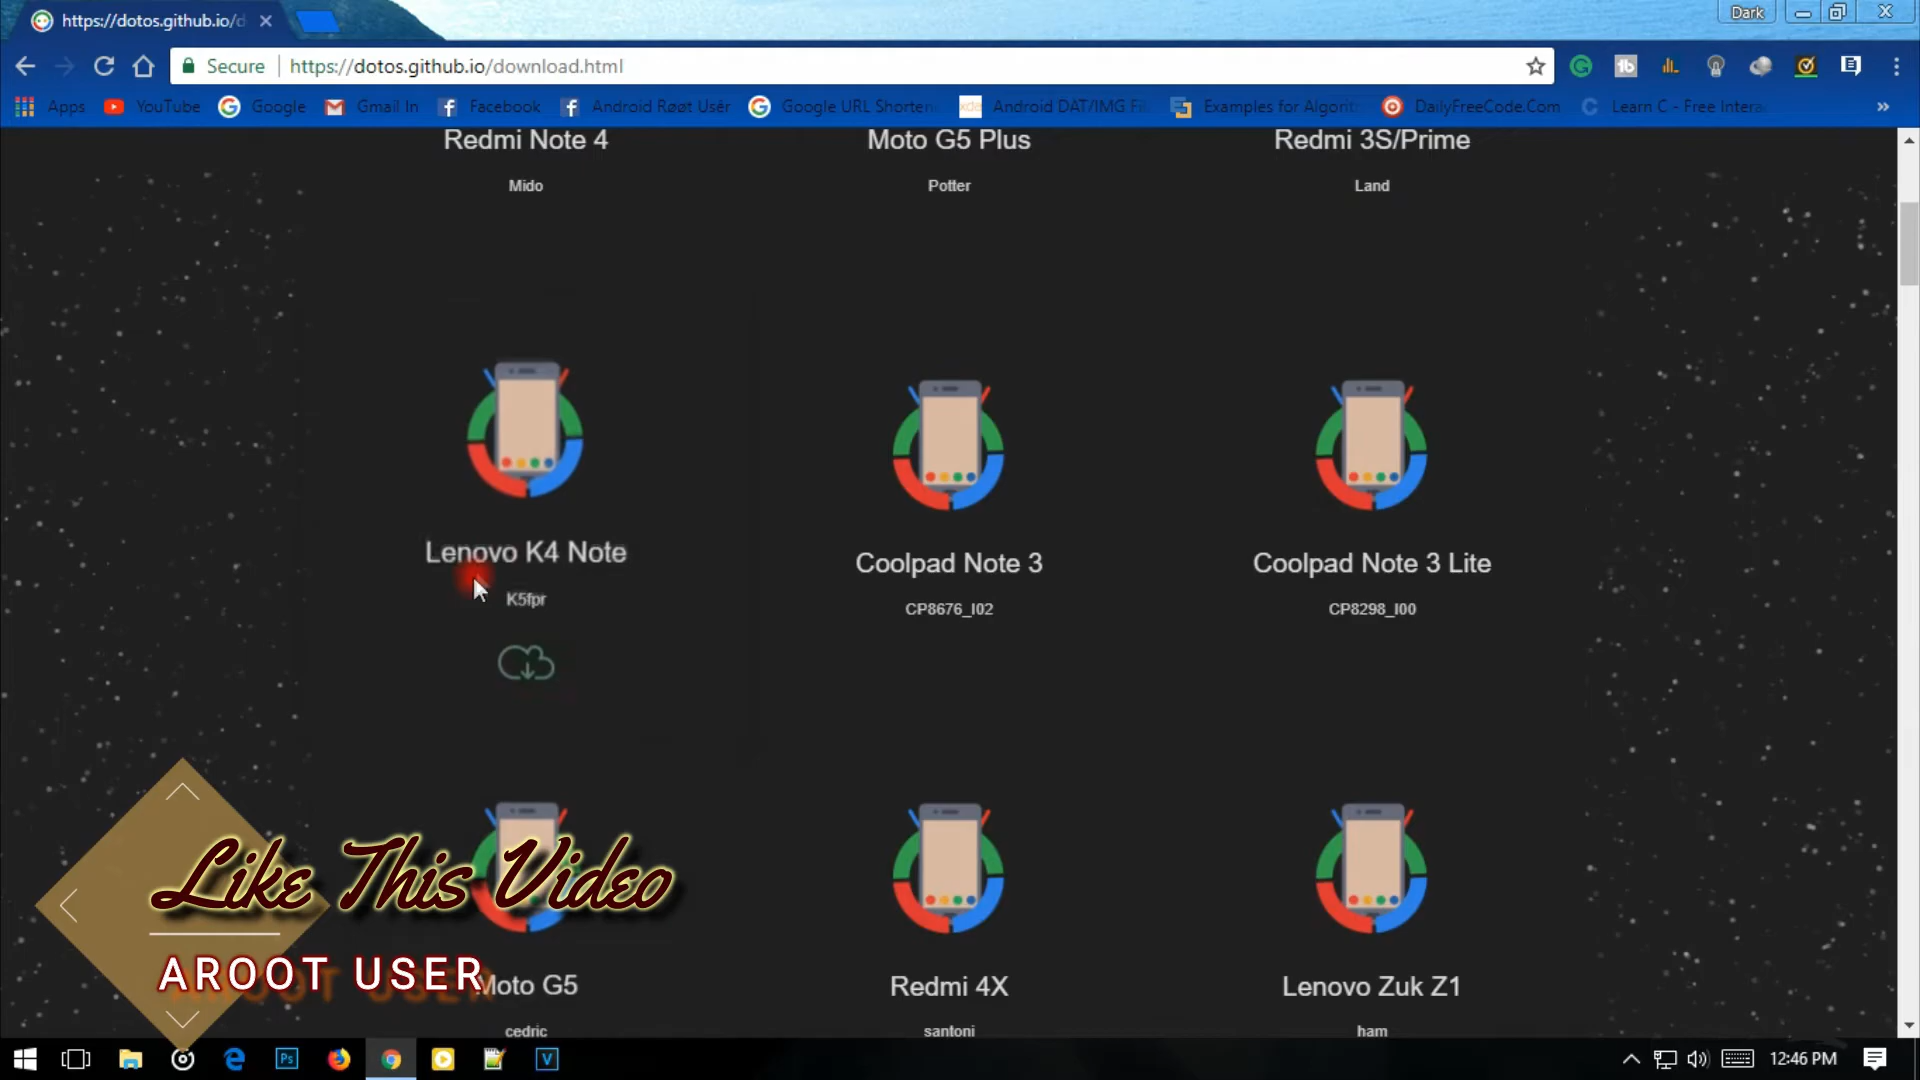 https://dotos.github.io/d
Dark
Secure
https://dotos.github.io/download.html
Apps
YouTube
Google
Gmail In
Facebook
Android Røøt Usêr
Google URL Shorten
Android DAT/IMG Fil
Examples for Algorit
DailyFreeCode.Com
Learn C - Free Intera
»
Redmi Note 4
Moto G5 Plus
Redmi 3S/Prime
Mido
Potter
Land
Lenovo K4 Note
Coolpad Note 3
Coolpad Note 3 Lite
K5fpr
CP8676_I02
CP8298_I00
Like This Video
AROOT USER
Moto G5
Redmi 4X
Lenovo Zuk Z1
cedric
santoni
ham
Ps
V
12:46 PM